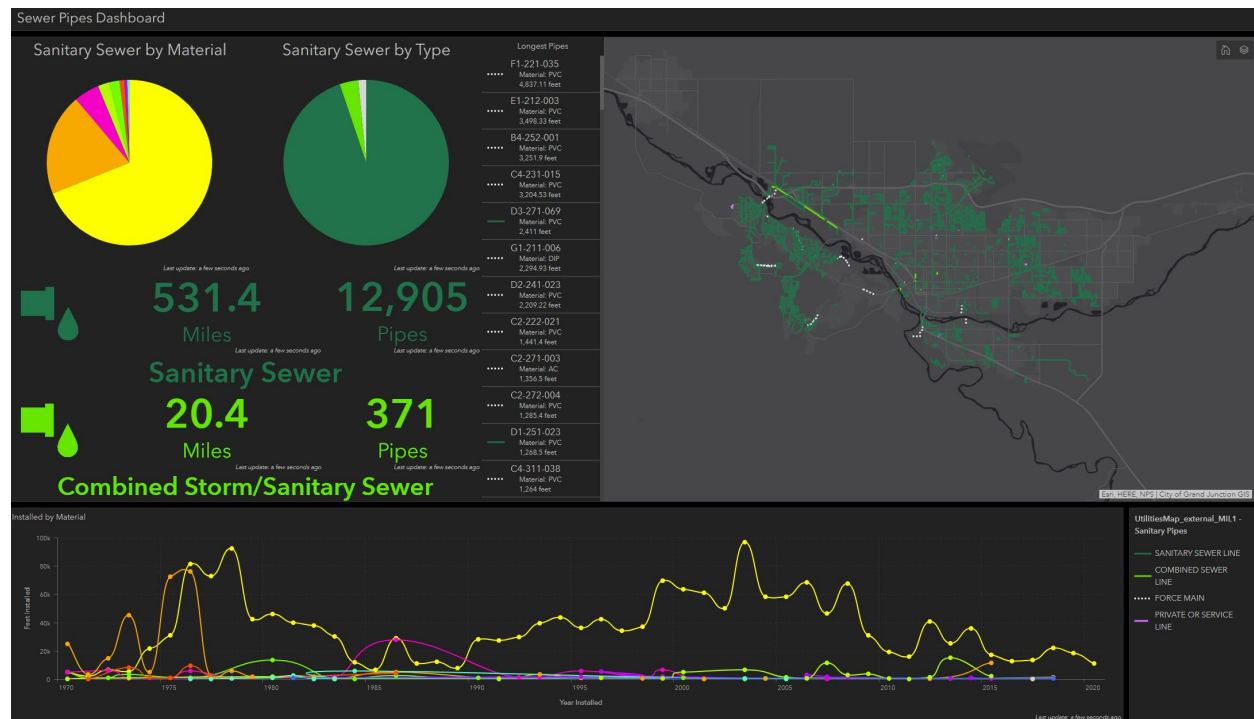 Sewer Pipes Dashboard
Sanitary Sewer by Material
Sanitary Sewer by Type
Last update: a few seconds ago
Last update: a few seconds ago
531.4
Miles
12,905
Pipes
Last update: a few seconds ago
Last update: a few seconds ago
Sanitary Sewer
20.4
Miles
371
Pipes
Last update: a few seconds ago
Last update: a few seconds ago
Combined Storm/Sanitary Sewer
Longest Pipes
F1-221-035
Material: PVC
4,837.11 feet
E1-212-003
Material: PVC
3,498.33 feet
B4-252-001
Material: PVC
3,251.9 feet
C4-231-015
Material: PVC
3,204.53 feet
D3-271-069
Material: PVC
2,411 feet
G1-211-006
Material: DIP
2,294.93 feet
D2-241-023
Material: PVC
2,209.22 feet
C2-222-021
Material: PVC
1,441.4 feet
C2-271-003
Material: AC
1,356.5 feet
C2-272-004
Material: PVC
1,285.4 feet
D1-251-023
Material: PVC
1,268.5 feet
C4-311-038
Material: PVC
1,264 feet
Esri, HERE, NPS | City of Grand Junction GIS
Installed by Material
Feet Installed
100k
80k
60k
40k
20k
0
1970
1975
1980
1985
1990
1995
2000
2005
2010
2015
2020
Year Installed
Last update: a few seconds ago
UtilitiesMap_external_MIL1 -
Sanitary Pipes
SANITARY SEWER LINE
COMBINED SEWER
LINE
FORCE MAIN
PRIVATE OR SERVICE
LINE